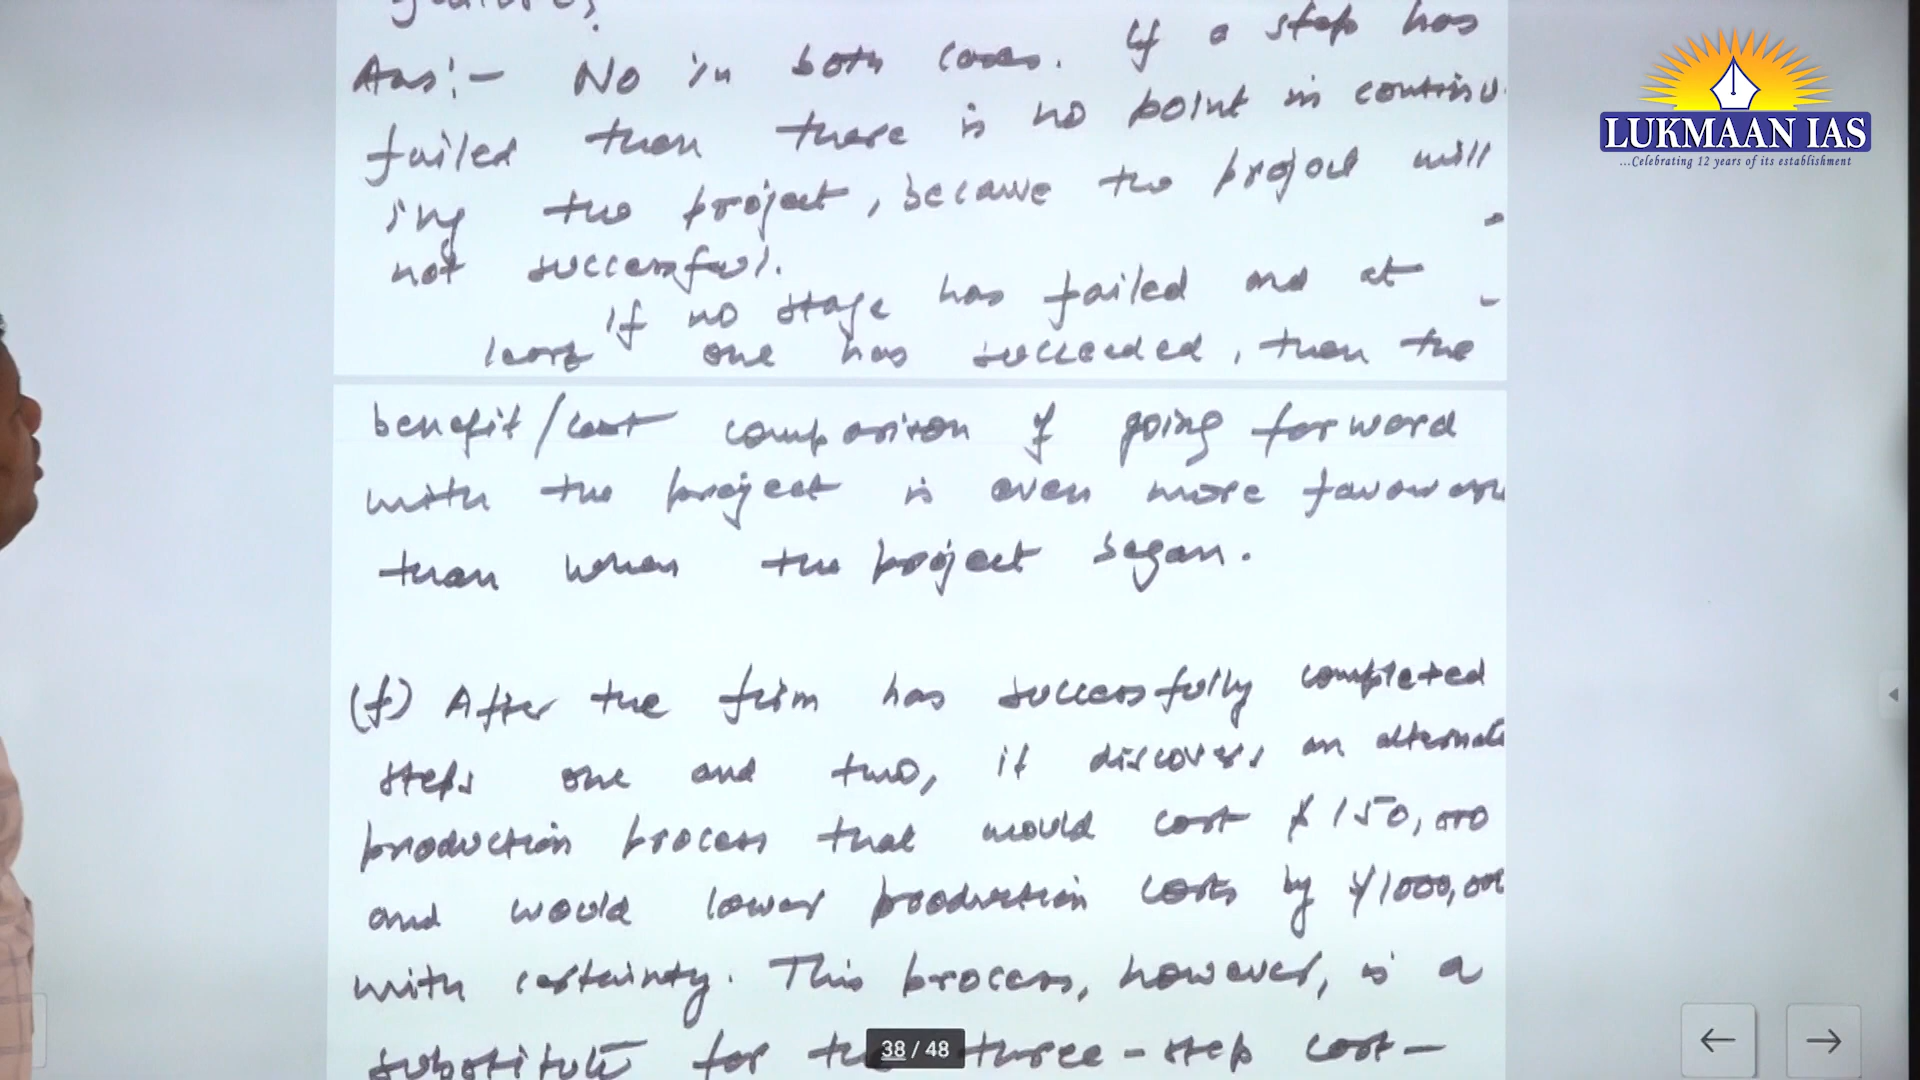 Ans:- No in both cases. If a step has
failed then there is no point in continu
ing the project, because the project will
not successful.
If no stage has failed and at
least one has succeeded, then the
benefit/cost comparison of going forward
with the project is even more
than when the project began.
(f) After the firm has successfully completed
steps one and two, it discovers an alternate
production process that would cost $150,000
and would lower production costs by $1000,000
with certainty. This process, however, is a
substitute for the three-step cost-
38 / 48
LUKMAAN IAS
...Celebrating 12 years of its establishment